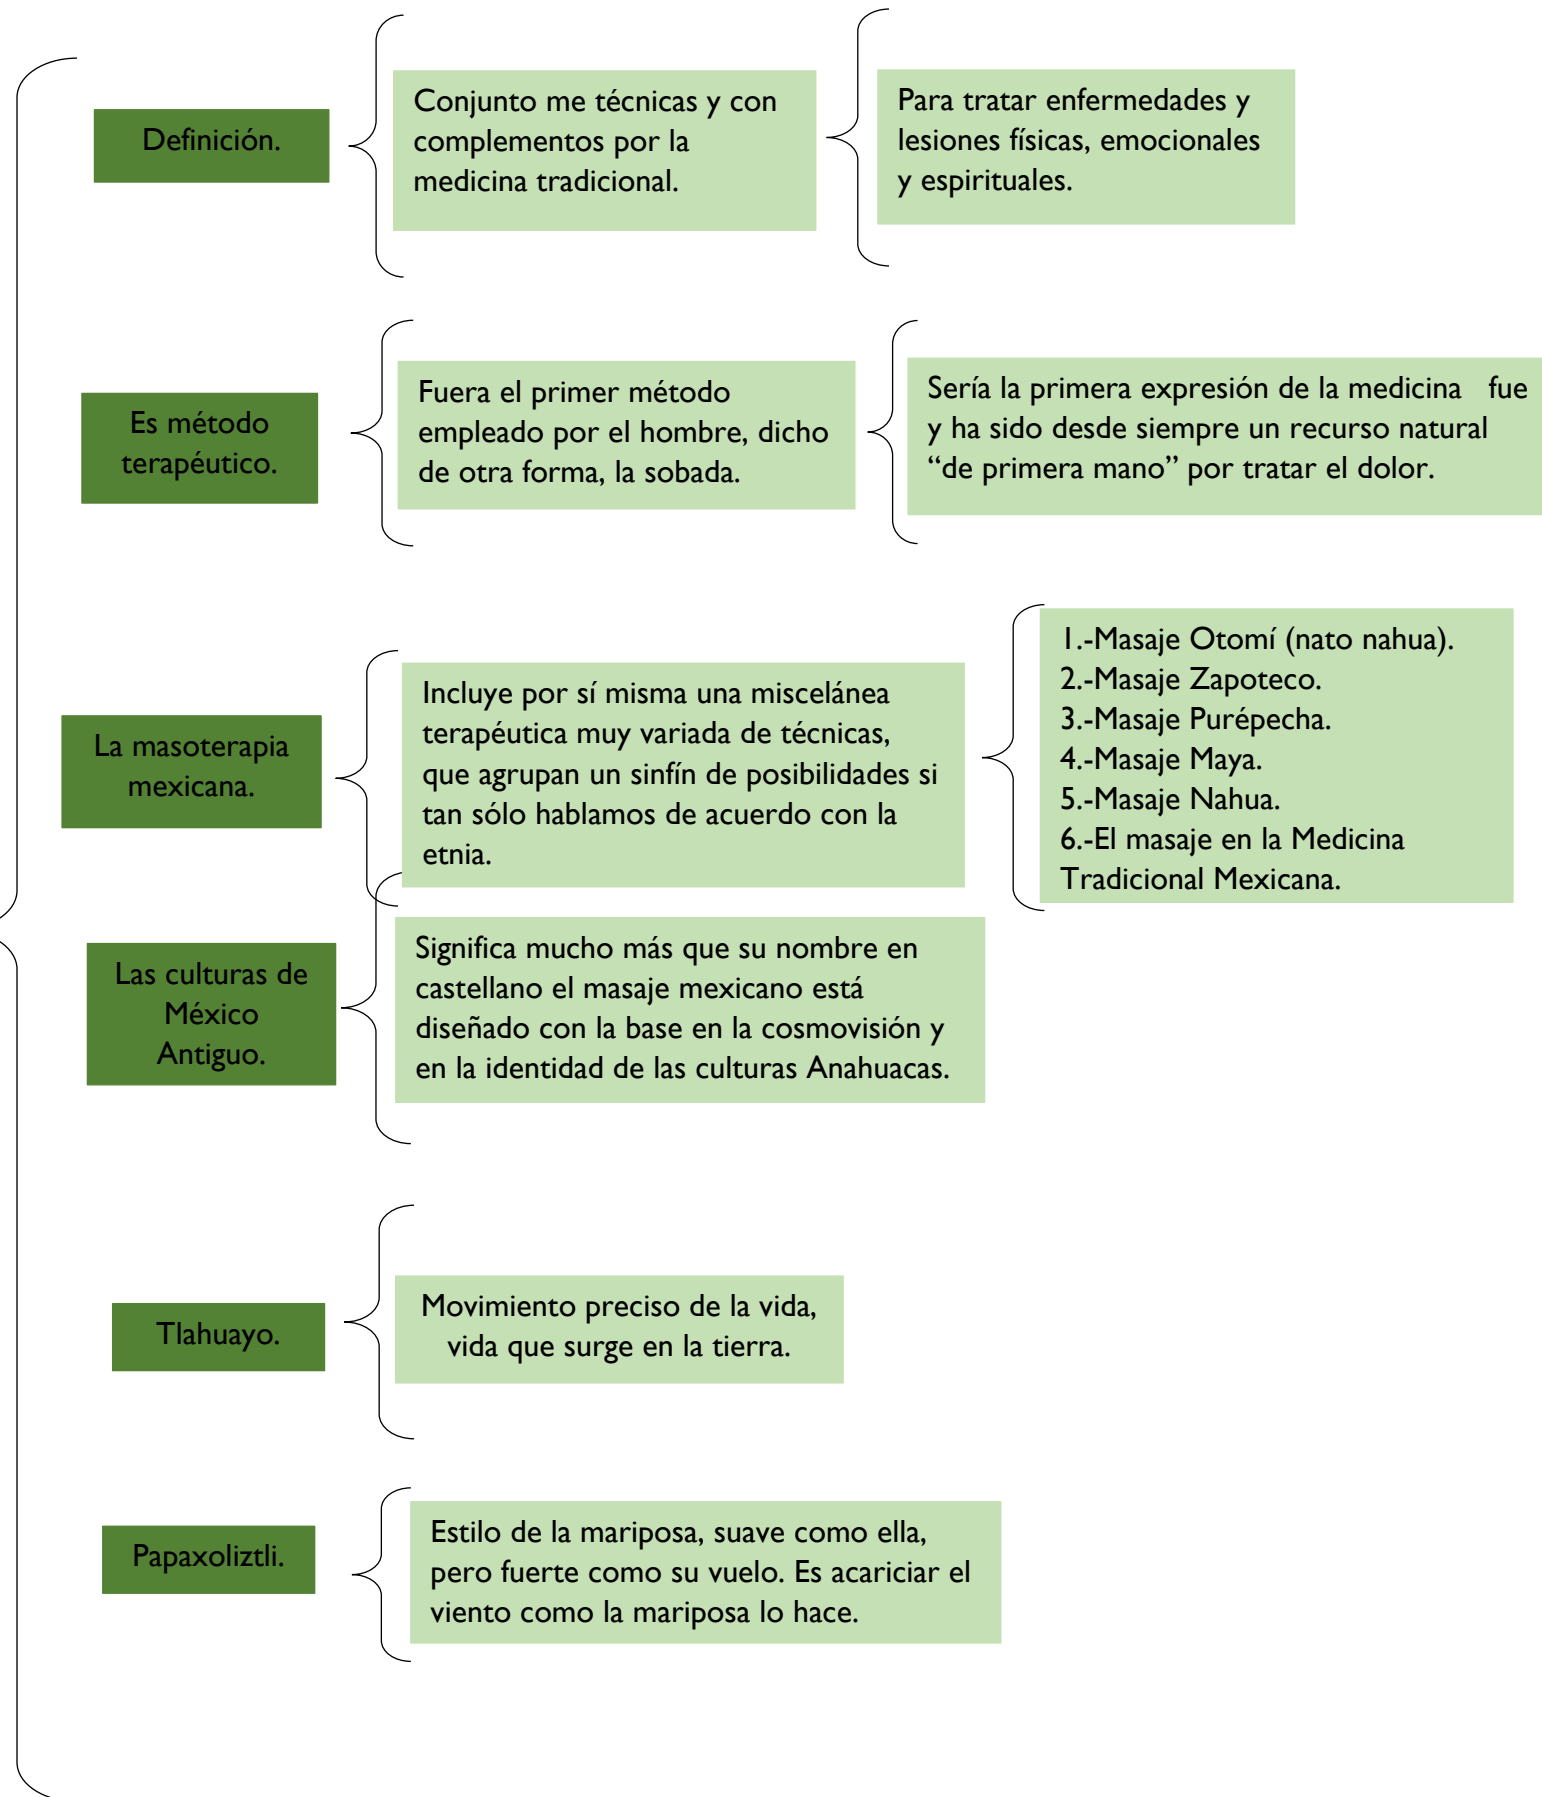 Definición.
Conjunto me técnicas y con
complementos por la
medicina tradicional.
Para tratar enfermedades y
lesiones físicas, emocionales
y espirituales.
Es método
terapéutico.
Fuera el primer método
empleado por el hombre, dicho
de otra forma, la sobada.
Sería la primera expresión de la medicina fue
y ha sido desde siempre un recurso natural
“de primera mano” por tratar el dolor.
La masoterapia
mexicana.
Incluye por sí misma una miscelánea
terapéutica muy variada de técnicas,
que agrupan un sinfín de posibilidades si
tan sólo hablamos de acuerdo con la
etnia.
1.-Masaje Otomí (nato nahua).
2.-Masaje Zapoteco.
3.-Masaje Purépecha.
4.-Masaje Maya.
5.-Masaje Nahua.
6.-El masaje en la Medicina
Tradicional Mexicana.
Las culturas de
México
Antiguo.
Significa mucho más que su nombre en
castellano el masaje mexicano está
diseñado con la base en la cosmovisión y
en la identidad de las culturas Anahuacas.
Tlahuayo.
Movimiento preciso de la vida,
vida que surge en la tierra.
Papaxoliztli.
Estilo de la mariposa, suave como ella,
pero fuerte como su vuelo. Es acariciar el
viento como la mariposa lo hace.